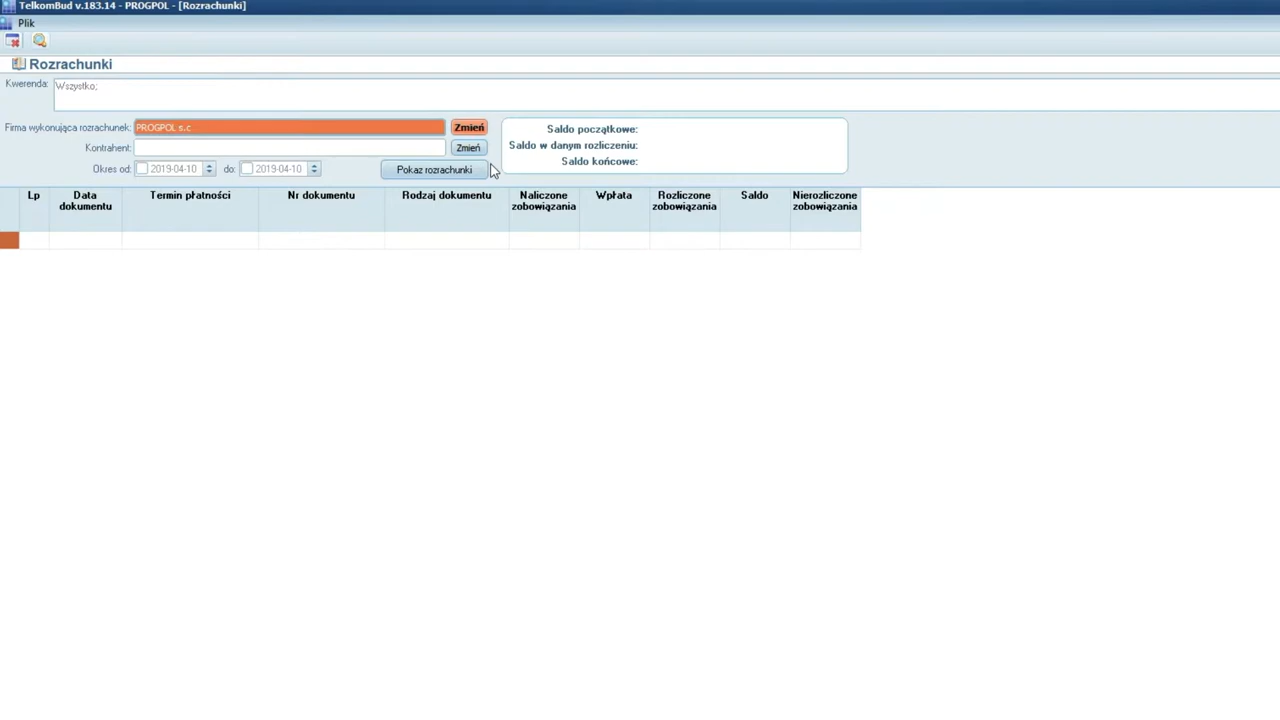 TelkomBud v.183.14 - PROGPOL - [Rozrachunki]
Plik
Rozrachunki
Kwerenda: Wszystko;
Firma wykonująca rozrachunek: PROGPOL s.c Zmień
Kontrahent: Zmień
Okres od: 2019-04-10 do: 2019-04-10 Pokaz rozrachunki
Saldo początkowe:
Saldo w danym rozliczeniu:
Saldo końcowe:
Lp Data dokumentu Termin płatności Nr dokumentu Rodzaj dokumentu Naliczone zobowiązania Wpłata Rozliczone zobowiązania Saldo Nierozliczone zobowiązania